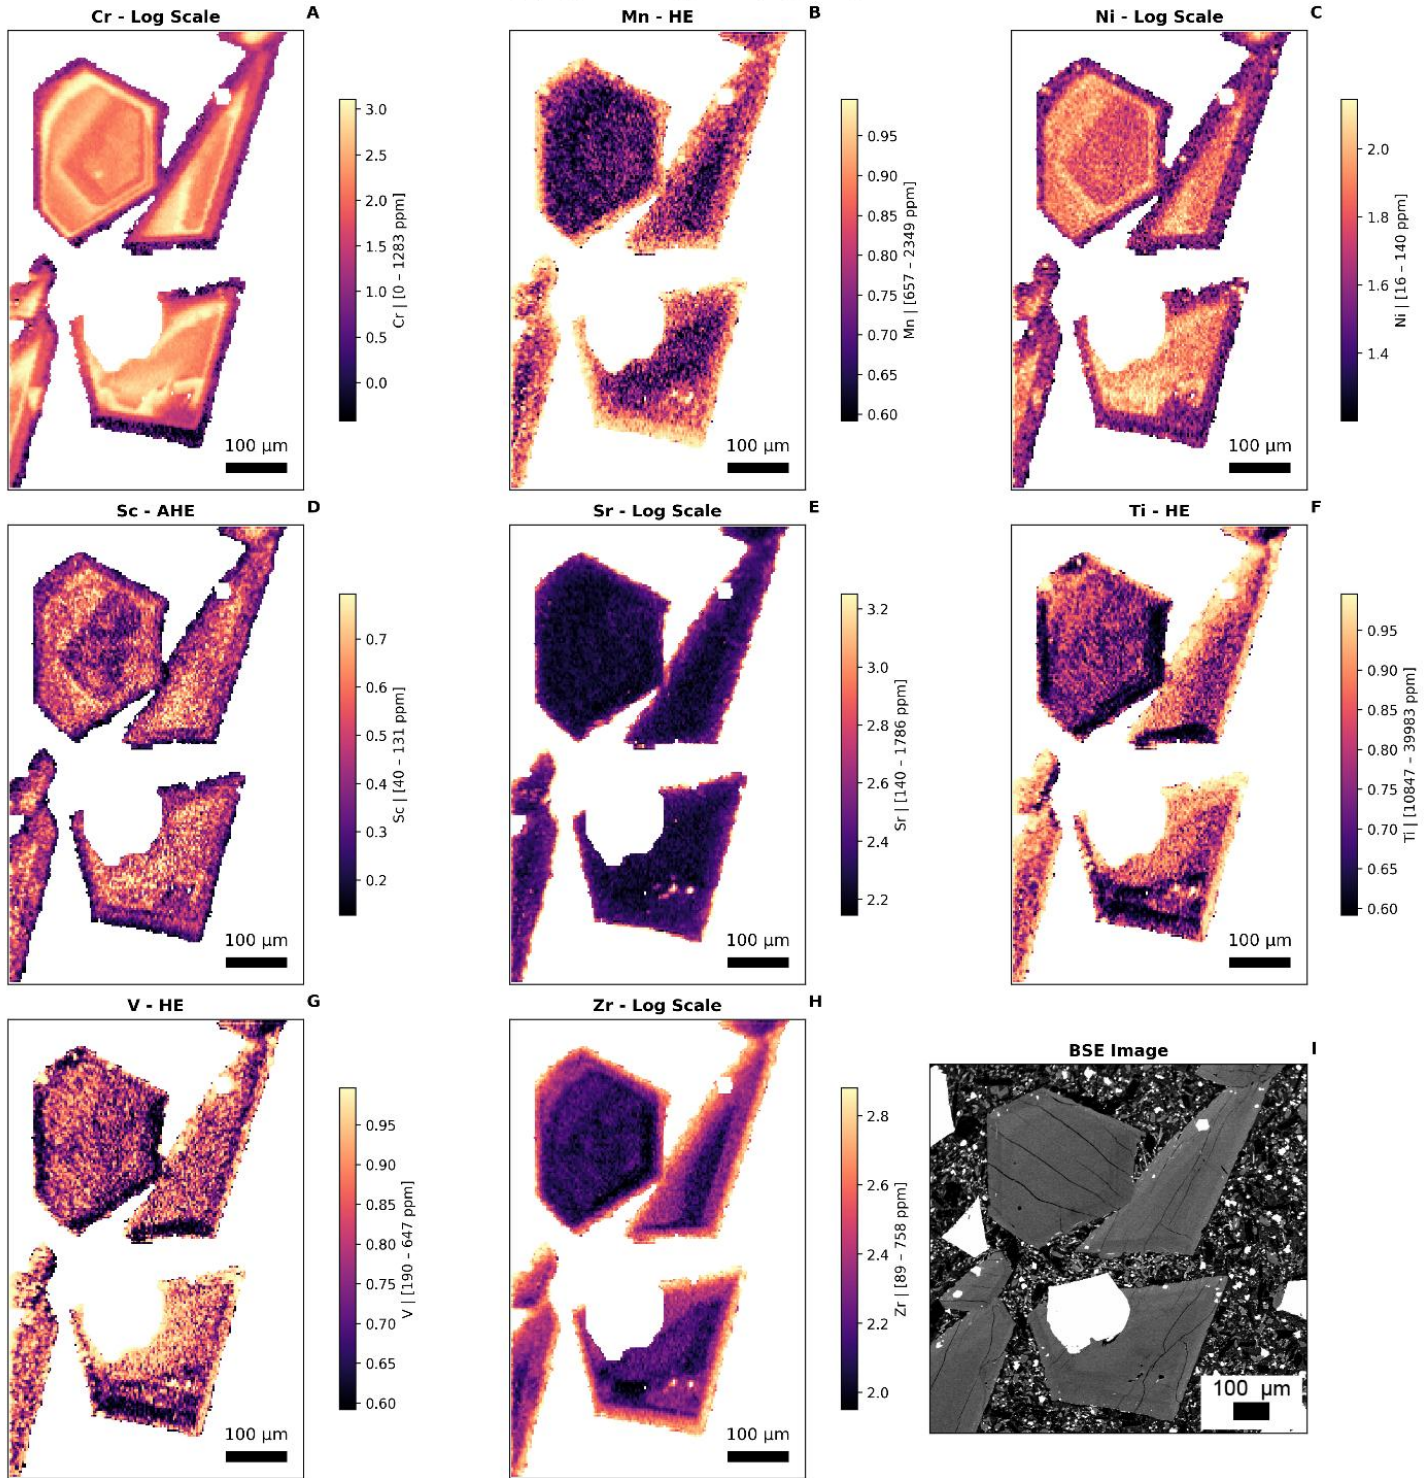 Cr - Log Scale
A
3.0
2.5
2.0
1.5
1.0
0.5
0.0
Cr | [0 – 1283 ppm]
100 µm
Mn - HE
B
0.95
0.90
0.85
0.80
0.75
0.70
0.65
0.60
Mn | [657 – 2349 ppm]
100 µm
Ni - Log Scale
C
2.0
1.8
1.6
1.4
Ni | [16 – 140 ppm]
100 µm
Sc - AHE
D
0.7
0.6
0.5
0.4
0.3
0.2
Sc | [40 – 131 ppm]
100 µm
Sr - Log Scale
E
3.2
3.0
2.8
2.6
2.4
2.2
Sr | [140 – 1786 ppm]
100 µm
Ti - HE
F
0.95
0.90
0.85
0.80
0.75
0.70
0.65
0.60
Ti | [10847 – 39983 ppm]
100 µm
V - HE
G
0.95
0.90
0.85
0.80
0.75
0.70
0.65
0.60
V | [190 – 647 ppm]
100 µm
Zr - Log Scale
H
2.8
2.6
2.4
2.2
2.0
Zr | [89 – 758 ppm]
100 µm
BSE Image
I
100 µm